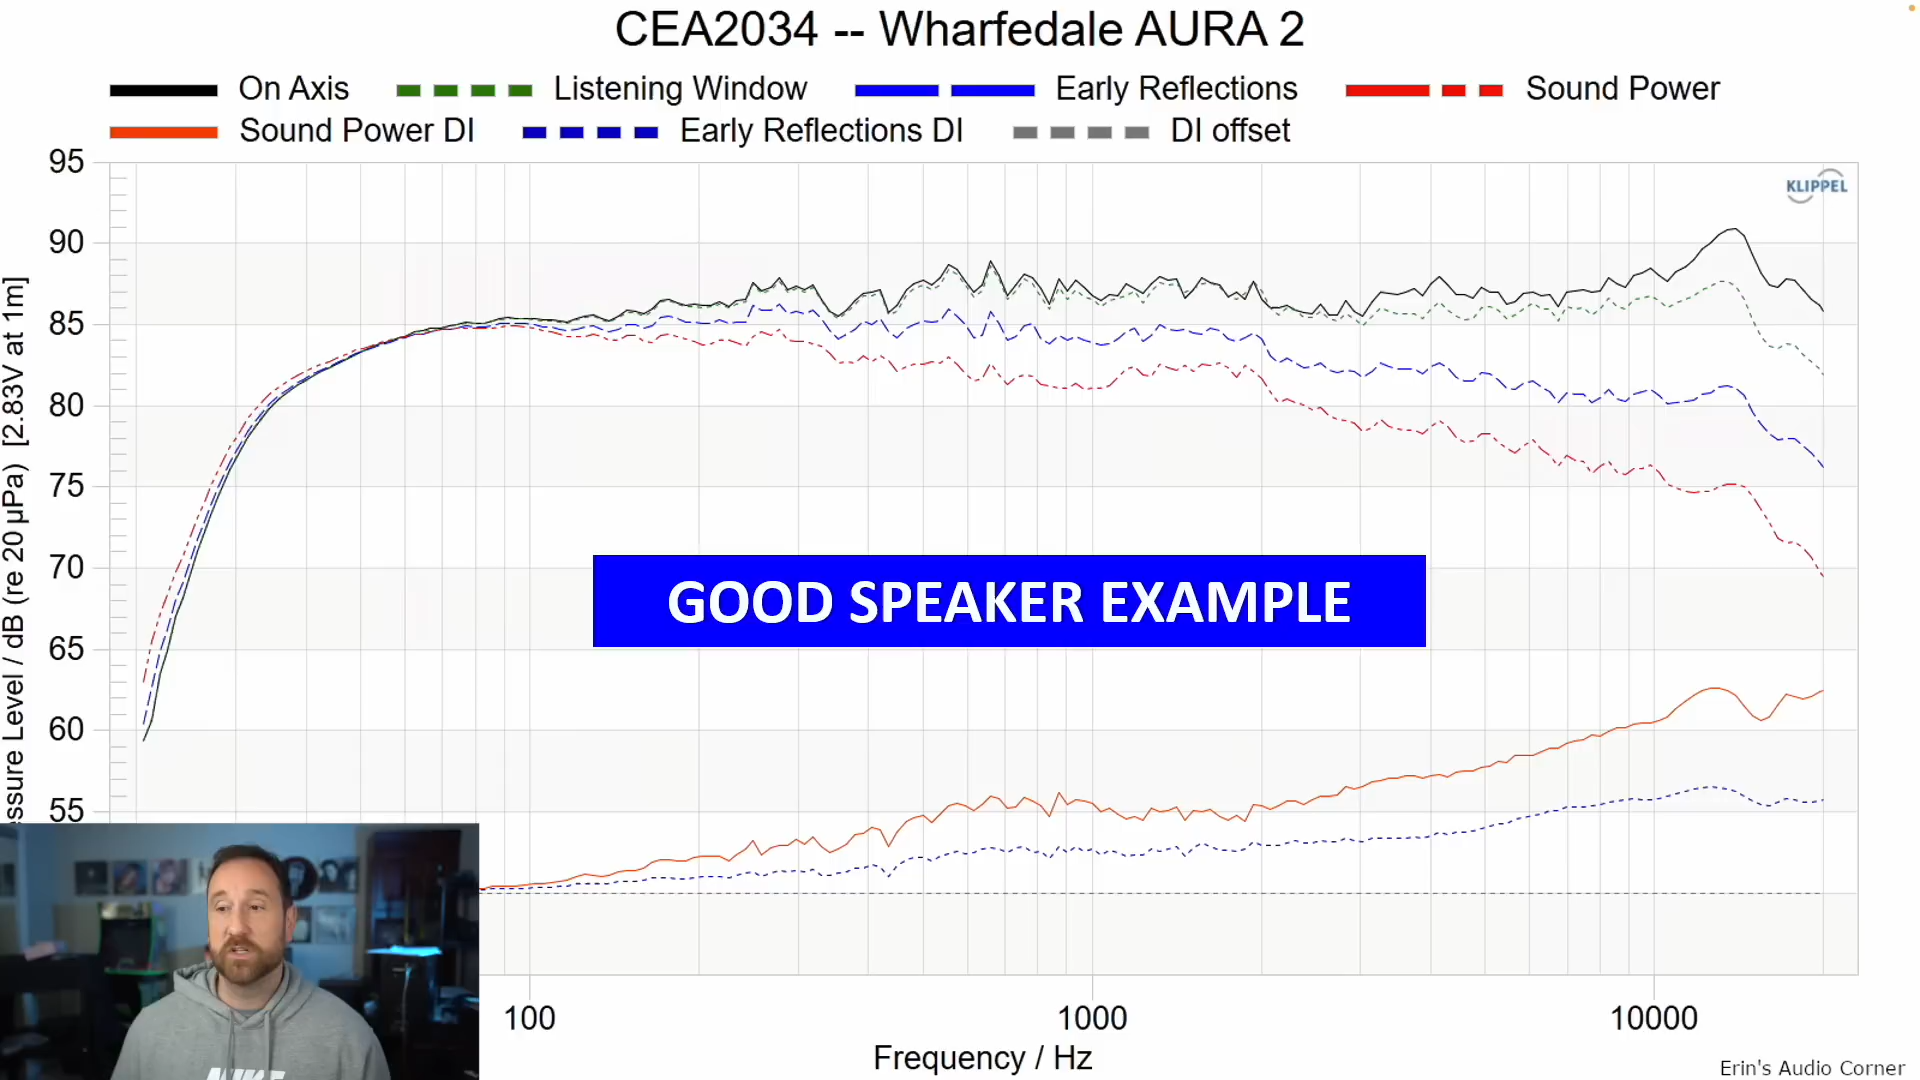 CEA2034 -- Wharfedale AURA 2
On Axis Listening Window Early Reflections Sound Power
Sound Power DI Early Reflections DI DI offset
KLIPPEL
95
90
85
80
75
70
65
60
55
essure Level / dB (re 20 µPa) [2.83V at 1m]
GOOD SPEAKER EXAMPLE
100 1000 10000
Frequency / Hz
Erin's Audio Corner